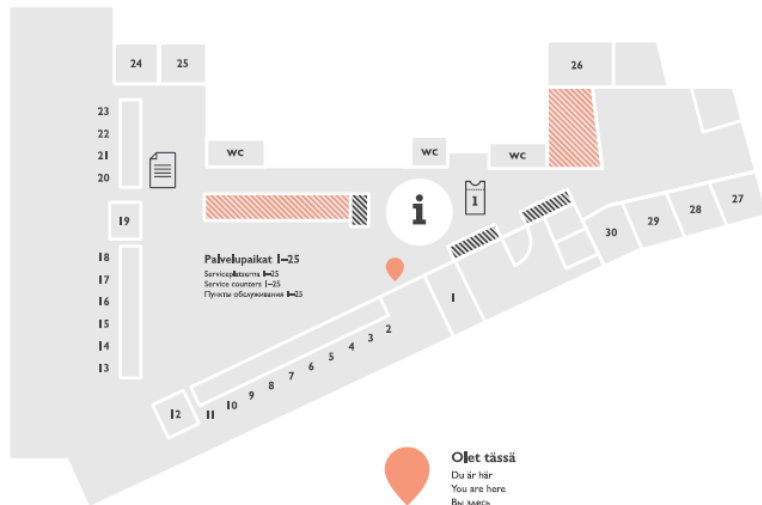 24
25
26
23
22
21
20
19
18
17
16
15
14
13
WC
WC
WC
i
1
27
28
29
30
Palvelupaikat 1–25
Serviceplatserna 1–25
Service counters 1–25
Пункты обслуживания 1–25
1
2
3
4
5
6
7
8
9
10
11
12
Olet tässä
Du är här
You are here
Вы здесь